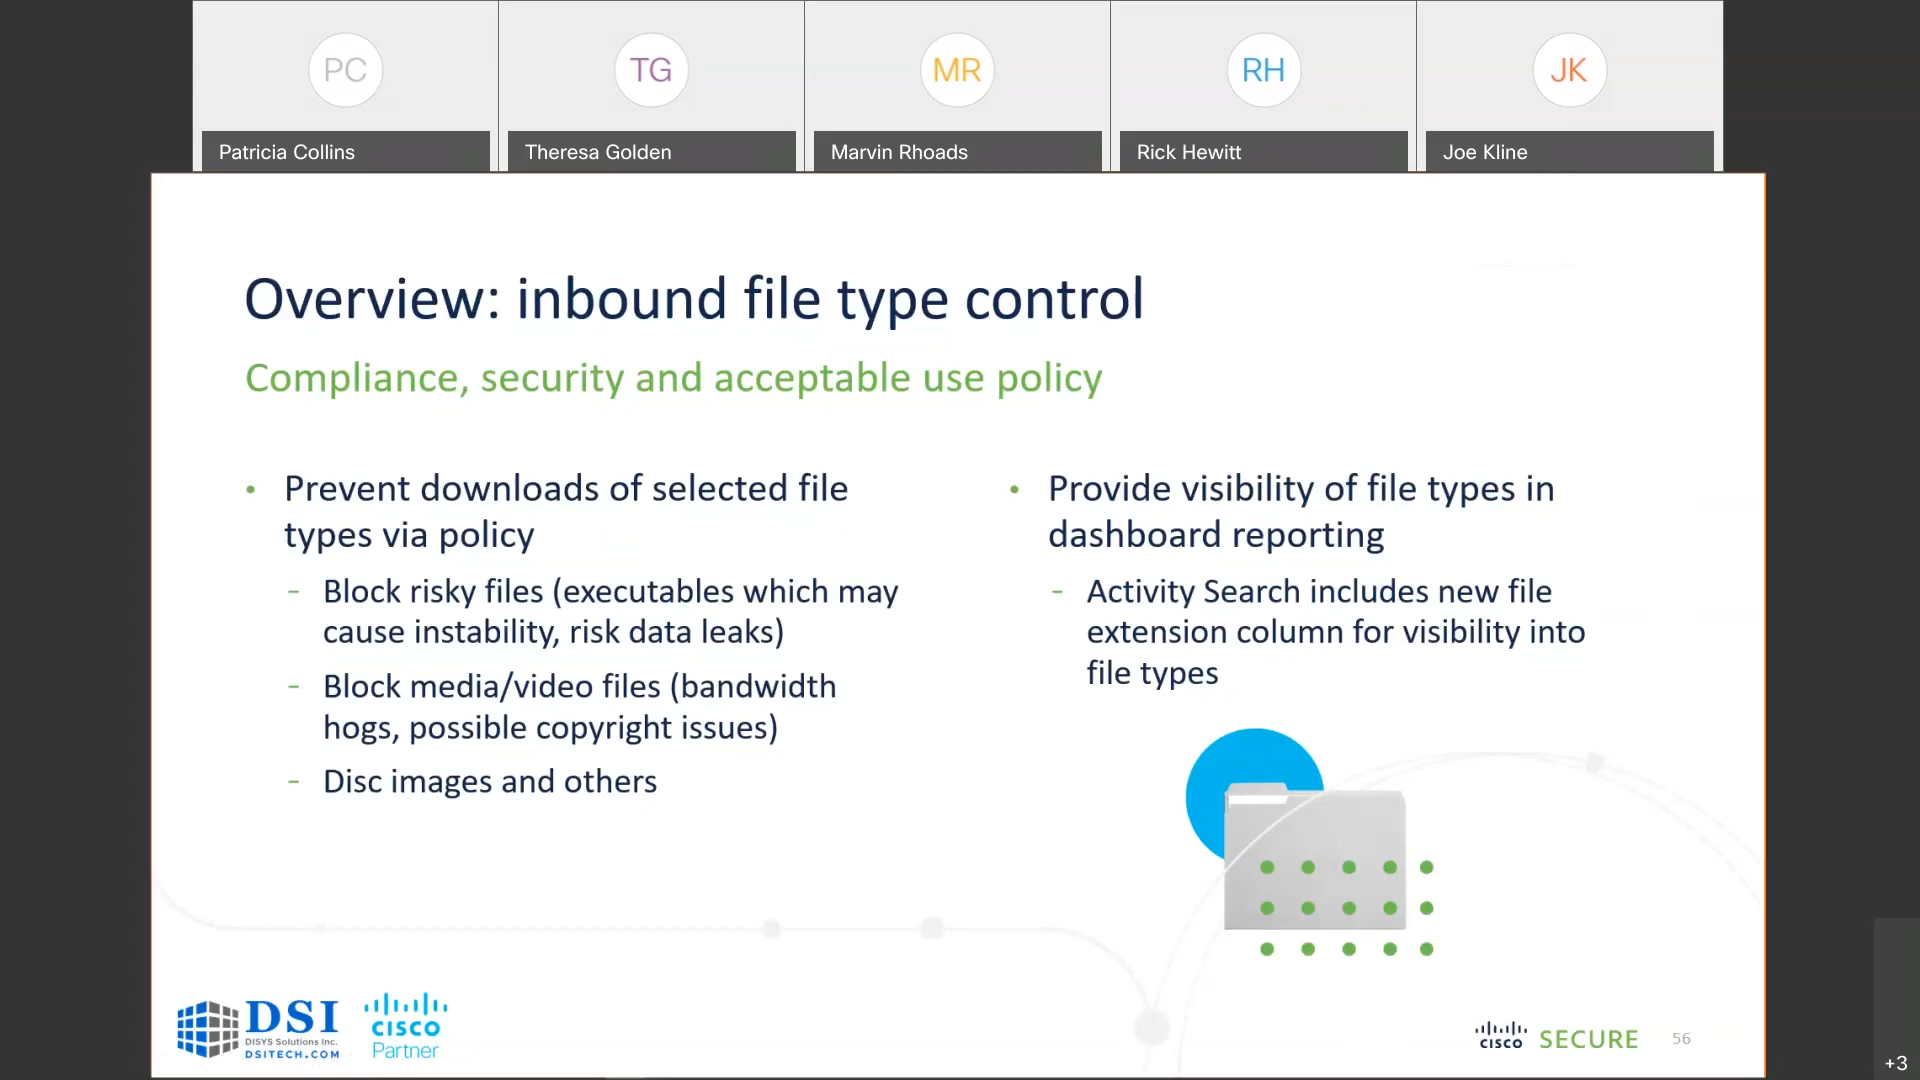 PC
TG
MR
RH
JK
Patricia Collins
Theresa Golden
Marvin Rhoads
Rick Hewitt
Joe Kline
Overview: inbound file type control
Compliance, security and acceptable use policy
• Prevent downloads of selected file
types via policy
- Block risky files (executables which may
cause instability, risk data leaks)
- Block media/video files (bandwidth
hogs, possible copyright issues)
- Disc images and others
• Provide visibility of file types in
dashboard reporting
- Activity Search includes new file
extension column for visibility into
file types
DSI
DISYS Solutions Inc.
DSITECH.COM
CISCO
Partner
CISCO
SECURE
56
+3